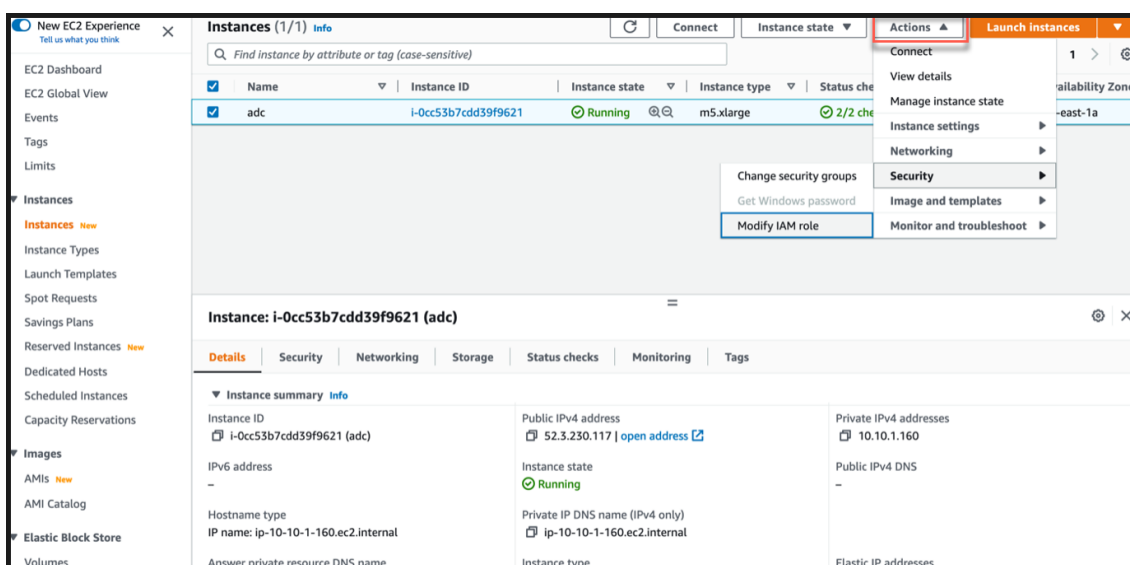 New EC2 Experience
Tell us what you think
EC2 Dashboard
EC2 Global View
Events
Tags
Limits
Instances
Instances New
Instance Types
Launch Templates
Spot Requests
Savings Plans
Reserved Instances New
Dedicated Hosts
Scheduled Instances
Capacity Reservations
Images
AMIs New
AMI Catalog
Elastic Block Store
Volumes
Instances (1/1) Info
Connect
Instance state
Actions
Launch instances
Find instance by attribute or tag (case-sensitive)
1
Name Instance ID Instance state Instance type Status che ailability Zone
adc i-0cc53b7cdd39f9621 Running m5.xlarge 2/2 che -east-1a
Connect
View details
Manage instance state
Instance settings
Networking
Security
Image and templates
Monitor and troubleshoot
Change security groups
Get Windows password
Modify IAM role
Instance: i-0cc53b7cdd39f9621 (adc)
Details Security Networking Storage Status checks Monitoring Tags
Instance summary Info
Instance ID
i-0cc53b7cdd39f9621 (adc)
Public IPv4 address
52.3.230.117 | open address
Private IPv4 addresses
10.10.1.160
IPv6 address
–
Instance state
Running
Public IPv4 DNS
–
Hostname type
IP name: ip-10-10-1-160.ec2.internal
Private IP DNS name (IPv4 only)
ip-10-10-1-160.ec2.internal
Answer private resource DNS name
Instance type
Elastic IP addresses